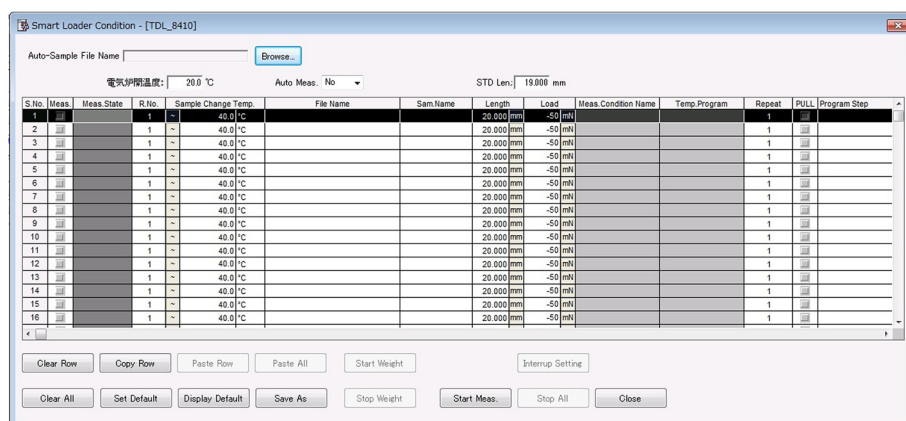 Smart Loader Condition - [TDL_8410]
Auto-Sample File Name Browse...
電気炉開温度: 20.0 ℃ Auto Meas. No STD Len.: 19.000 mm
S.No. Meas. Meas.State R.No. Sample Change Temp. File Name Sam.Name Length Load Meas.Condition Name Temp.Program Repeat PULL Program Step
1 1 ~ 40.0 °C 20.000 mm -50 mN 1
2 1 ~ 40.0 °C 20.000 mm -50 mN 1
3 1 ~ 40.0 °C 20.000 mm -50 mN 1
4 1 ~ 40.0 °C 20.000 mm -50 mN 1
5 1 ~ 40.0 °C 20.000 mm -50 mN 1
6 1 ~ 40.0 °C 20.000 mm -50 mN 1
7 1 ~ 40.0 °C 20.000 mm -50 mN 1
8 1 ~ 40.0 °C 20.000 mm -50 mN 1
9 1 ~ 40.0 °C 20.000 mm -50 mN 1
10 1 ~ 40.0 °C 20.000 mm -50 mN 1
11 1 ~ 40.0 °C 20.000 mm -50 mN 1
12 1 ~ 40.0 °C 20.000 mm -50 mN 1
13 1 ~ 40.0 °C 20.000 mm -50 mN 1
14 1 ~ 40.0 °C 20.000 mm -50 mN 1
15 1 ~ 40.0 °C 20.000 mm -50 mN 1
16 1 ~ 40.0 °C 20.000 mm -50 mN 1
Clear Row Copy Row Paste Row Paste All Start Weight Interrup Setting
Clear All Set Default Display Default Save As Stop Weight Start Meas. Stop All Close